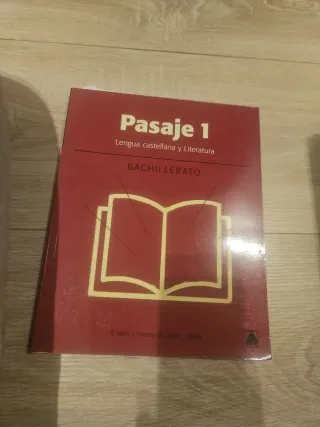 Pasaje 1
Lengua castellana y Literatura
BACHILLERATO